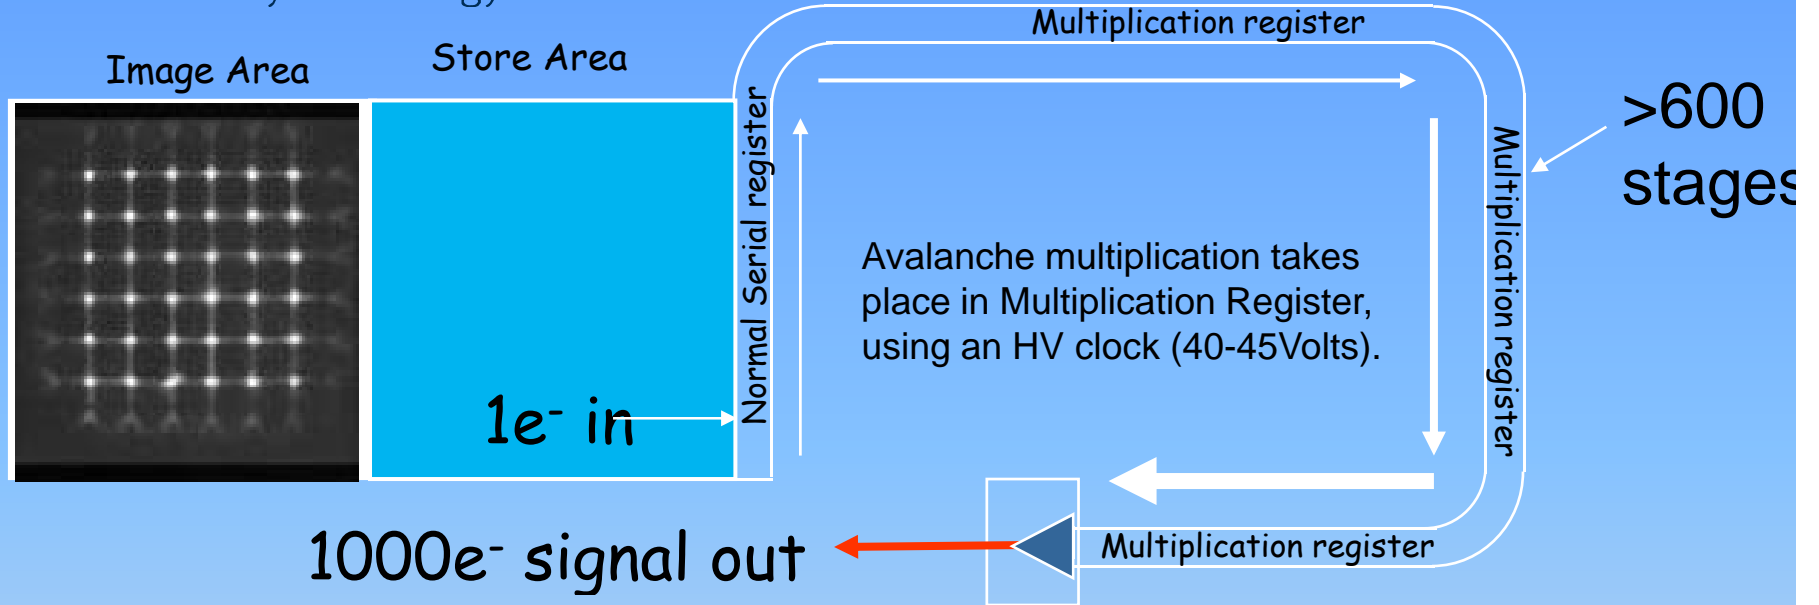 Image Area
Store Area
Multiplication register
Normal Serial register
Multiplication register
>600
stages
Avalanche multiplication takes
place in Multiplication Register,
using an HV clock (40-45Volts).
1e- in
1000e- signal out
Multiplication register